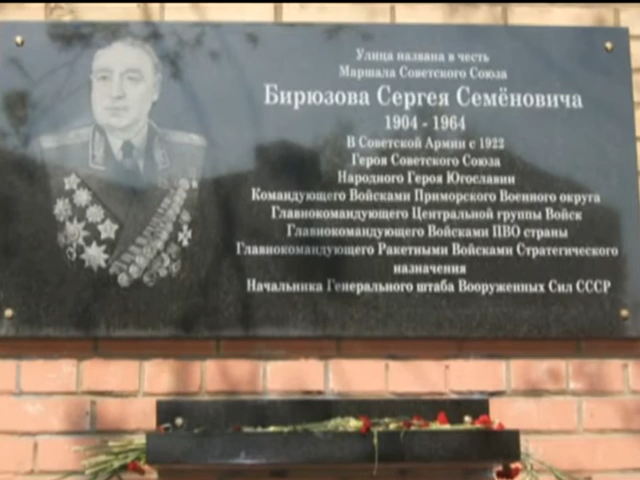 Улица названа в честь
Маршала Советского Союза
Бирюзова Сергея Семёновича
1904 - 1964
В Советской Армии с 1922
Героя Советского Союза
Народного Героя Югославии
Командующего Войсками Приморского Военного округа
Главнокомандующего Центральной группы Войск
Главнокомандующего Войсками ПВО страны
Главнокомандующего Ракетными Войсками Стратегического
назначения
Начальника Генерального штаба Вооруженных Сил СССР